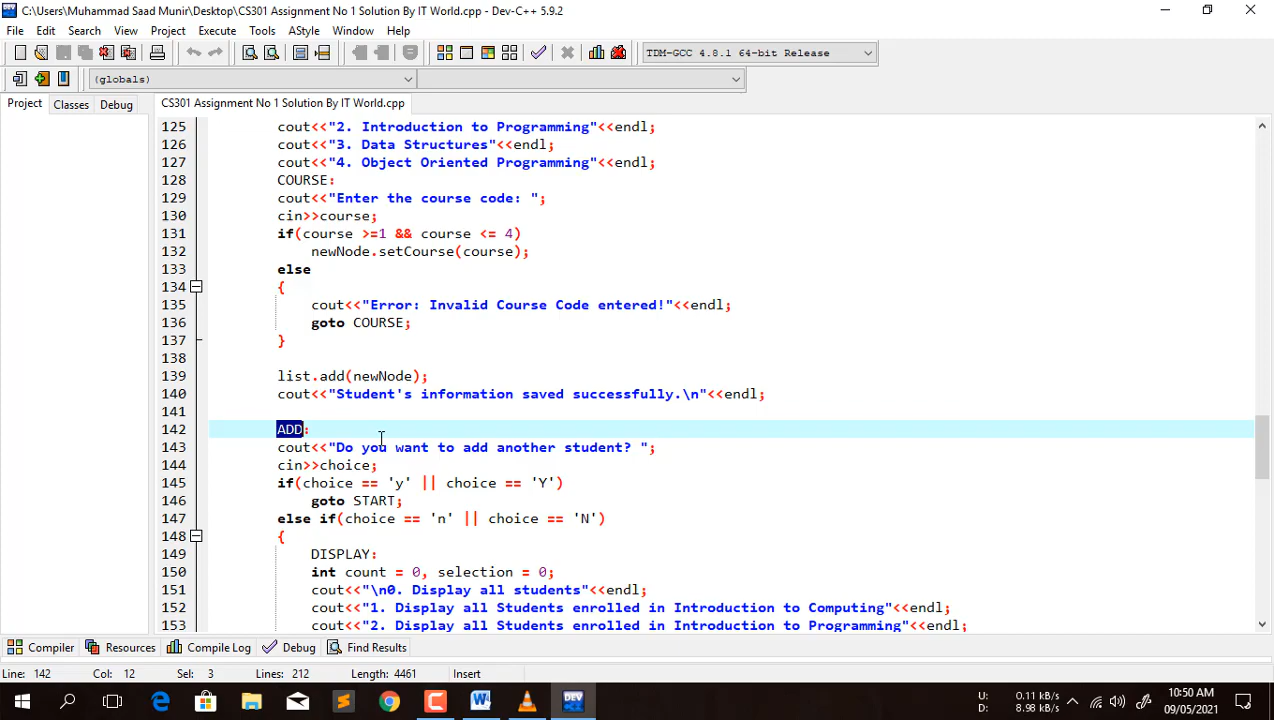 C:\Users\Muhammad Saad Munir\Desktop\CS301 Assignment No 1 Solution By IT World.cpp - Dev-C++ 5.9.2
File Edit Search View Project Execute Tools AStyle Window Help
TDM-GCC 4.8.1 64-bit Release
(globals)
Project Classes Debug CS301 Assignment No 1 Solution By IT World.cpp
125 cout<<"2. Introduction to Programming"<<endl;
126 cout<<"3. Data Structures"<<endl;
127 cout<<"4. Object Oriented Programming"<<endl;
128 COURSE:
129 cout<<"Enter the course code: ";
130 cin>>course;
131 if(course >=1 && course <= 4)
132 newNode.setCourse(course);
133 else
134 {
135 cout<<"Error: Invalid Course Code entered!"<<endl;
136 goto COURSE;
137 }
138
139 list.add(newNode);
140 cout<<"Student's information saved successfully.\n"<<endl;
141
142 ADD:
143 cout<<"Do you want to add another student? ";
144 cin>>choice;
145 if(choice == 'y' || choice == 'Y')
146 goto START;
147 else if(choice == 'n' || choice == 'N')
148 {
149 DISPLAY:
150 int count = 0, selection = 0;
151 cout<<"\n0. Display all students"<<endl;
152 cout<<"1. Display all Students enrolled in Introduction to Computing"<<endl;
153 cout<<"2. Display all Students enrolled in Introduction to Programming"<<endl;
Compiler Resources Compile Log Debug Find Results
Line: 142 Col: 12 Sel: 3 Lines: 212 Length: 4461 Insert
U: 0.11 kB/s
D: 8.98 kB/s
10:50 AM
09/05/2021